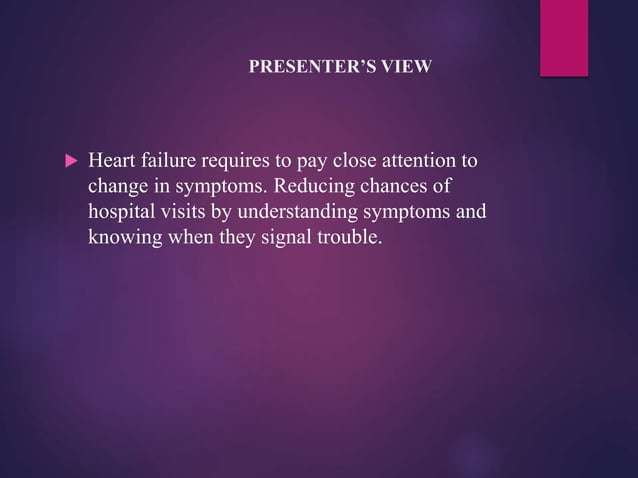 PRESENTER’S VIEW
Heart failure requires to pay close attention to
change in symptoms. Reducing chances of
hospital visits by understanding symptoms and
knowing when they signal trouble.